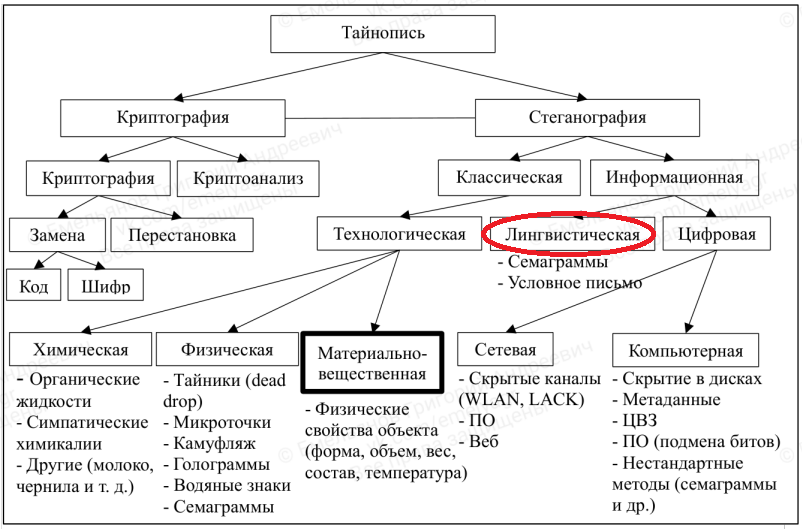 Тайнопись
Криптография
Стеганография
Криптография
Криптоанализ
Классическая
Информационная
Замена
Перестановка
Технологическая
Лингвистическая
Цифровая
- Семаграммы
- Условное письмо
Код
Шифр
Химическая
- Органические
жидкости
- Симпатические
химикалии
- Другие (молоко,
чернила и т. д.)
Физическая
- Тайники (dead
drop)
- Микроточки
- Камуфляж
- Голограммы
- Водяные знаки
- Семаграммы
Материально-
вещественная
- Физические
свойства объекта
(форма, объем, вес,
состав, температура)
Сетевая
- Скрытые каналы
(WLAN, LACK)
- ПО
- Веб
Компьютерная
- Скрытие в дисках
- Метаданные
- ЦВЗ
- ПО (подмена битов)
- Нестандартные
методы (семаграммы
и др.)